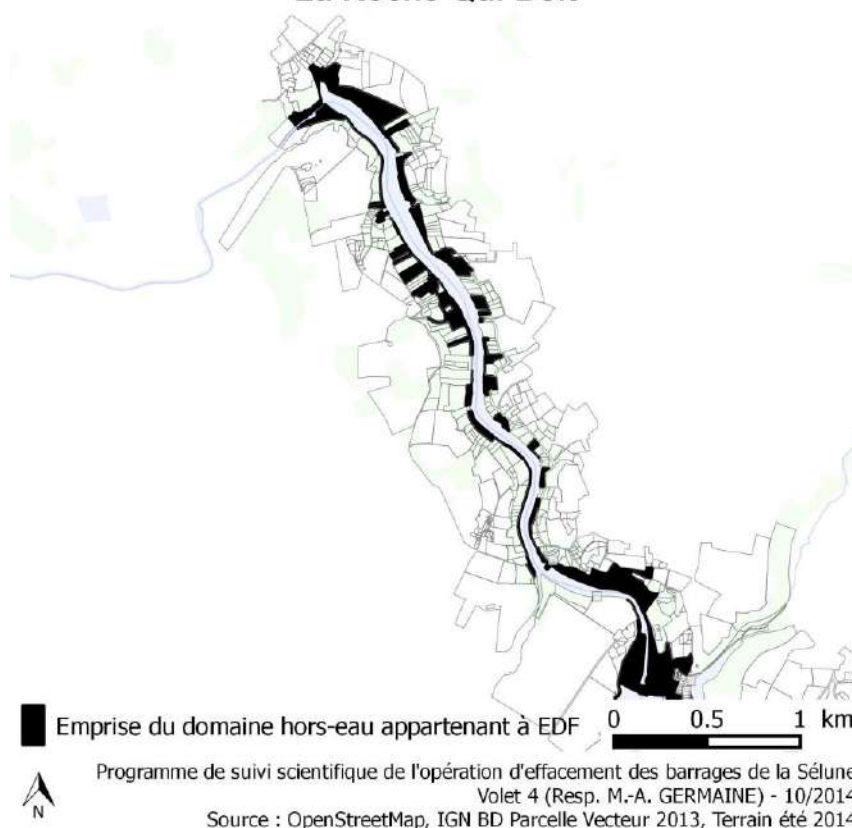 Emprise du domaine hors-eau appartenant à EDF
0 0.5 1 km
N
Programme de suivi scientifique de l'opération d'effacement des barrages de la Sélune
Volet 4 (Resp. M.-A. GERMAINE) - 10/2014
Source : OpenStreetMap, IGN BD Parcelle Vecteur 2013, Terrain été 2014